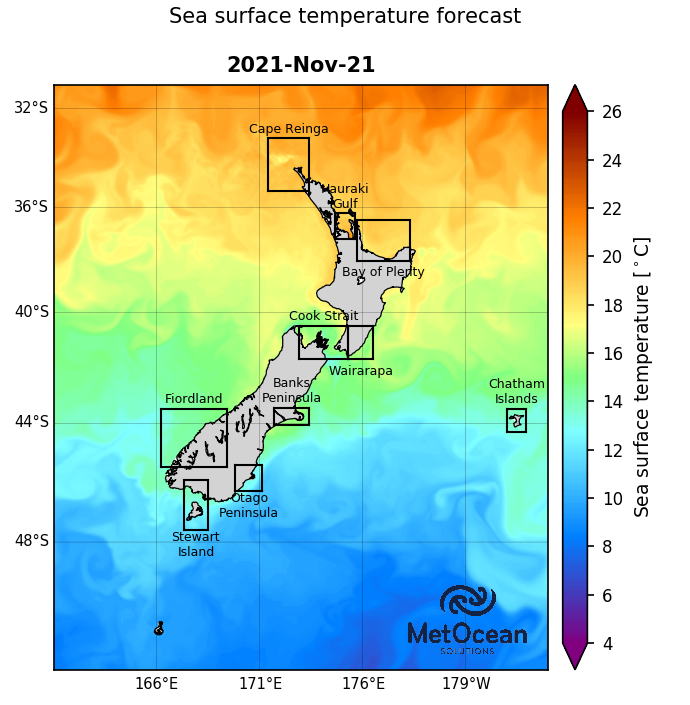 Sea surface temperature forecast
2021-Nov-21
32°S
36°S
40°S
44°S
48°S
Cape Reinga
Hauraki
Gulf
Bay of Plenty
Cook Strait
Wairarapa
Banks
Peninsula
Fiordland
Chatham
Islands
Otago
Peninsula
Stewart
Island
MetOcean
SOLUTIONS
166°E
171°E
176°E
179°W
26
24
22
20
18
16
14
12
10
8
6
4
Sea surface temperature [°C]